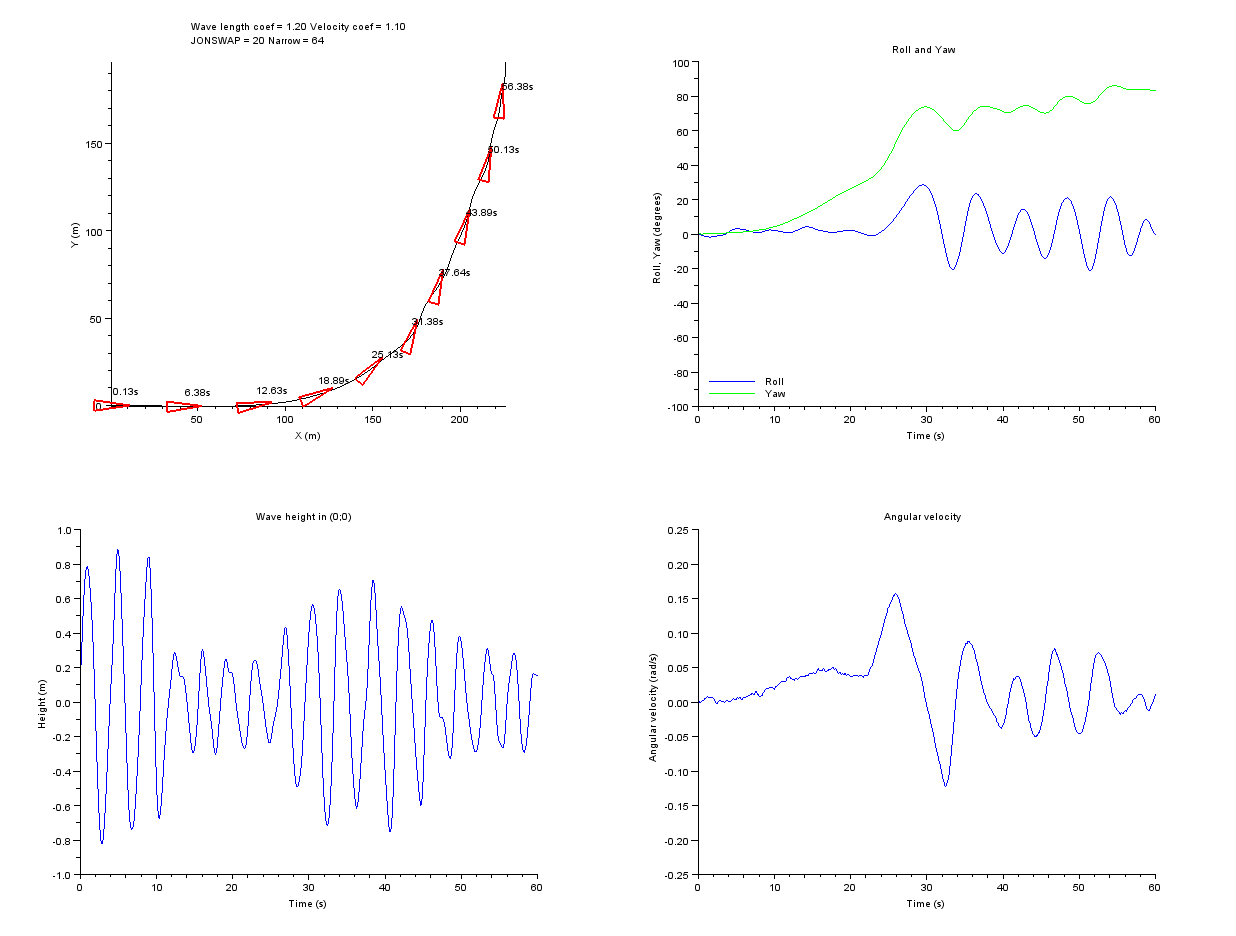 Wave length coef = 1.20 Velocity coef = 1.10
JONSWAP = 20 Narrow = 64
Y (m)
150
100
50
0
50
100
150
200
X (m)
0.13s
6.38s
12.63s
18.89s
25.13s
31.38s
37.64s
43.89s
50.13s
56.38s
Roll and Yaw
Roll, Yaw (degrees)
100
80
60
40
20
0
-20
-40
-60
-80
-100
Roll
Yaw
0
10
20
30
40
50
60
Time (s)
Wave height in (0;0)
Height (m)
1.0
0.8
0.6
0.4
0.2
0.0
-0.2
-0.4
-0.6
-0.8
-1.0
0
10
20
30
40
50
60
Time (s)
Angular velocity
Angular velocity (rad/s)
0.25
0.20
0.15
0.10
0.05
0.00
-0.05
-0.10
-0.15
-0.20
-0.25
0
10
20
30
40
50
60
Time (s)